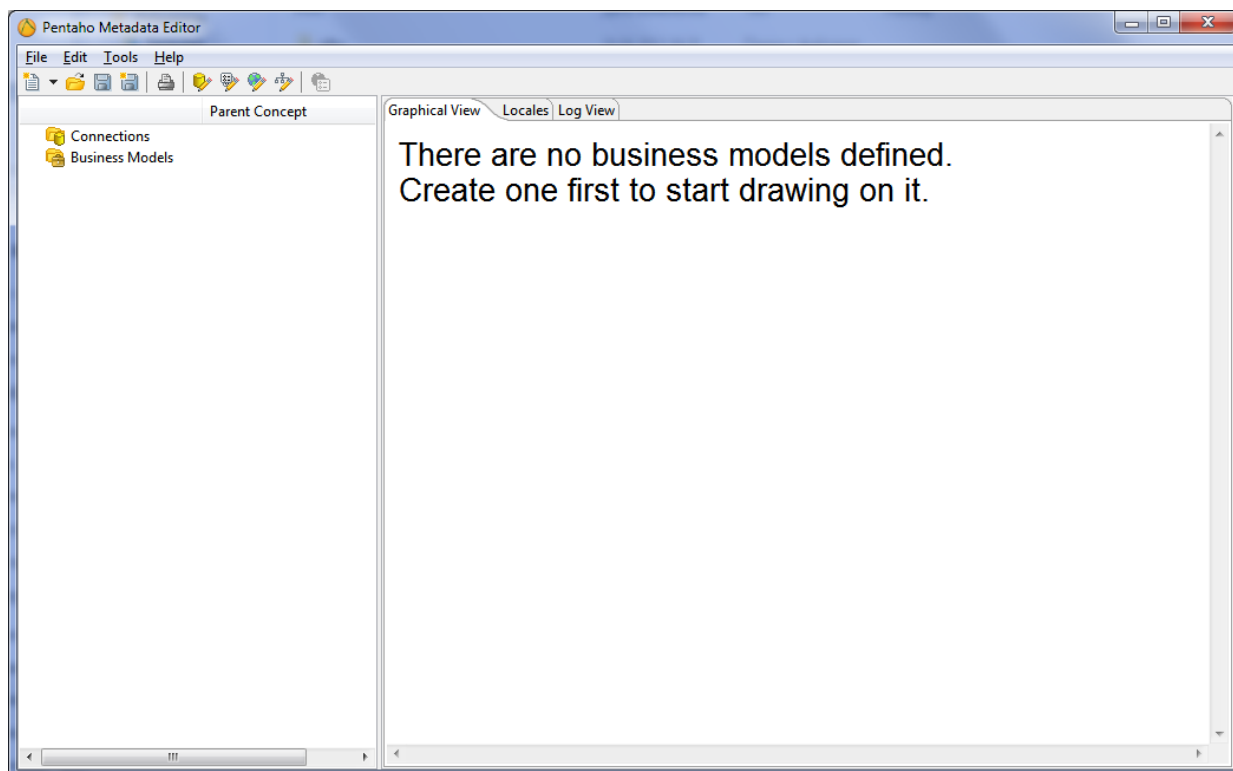 Pentaho Metadata Editor
File Edit Tools Help
Parent Concept
Connections
Business Models
Graphical View Locales Log View
There are no business models defined.
Create one first to start drawing on it.